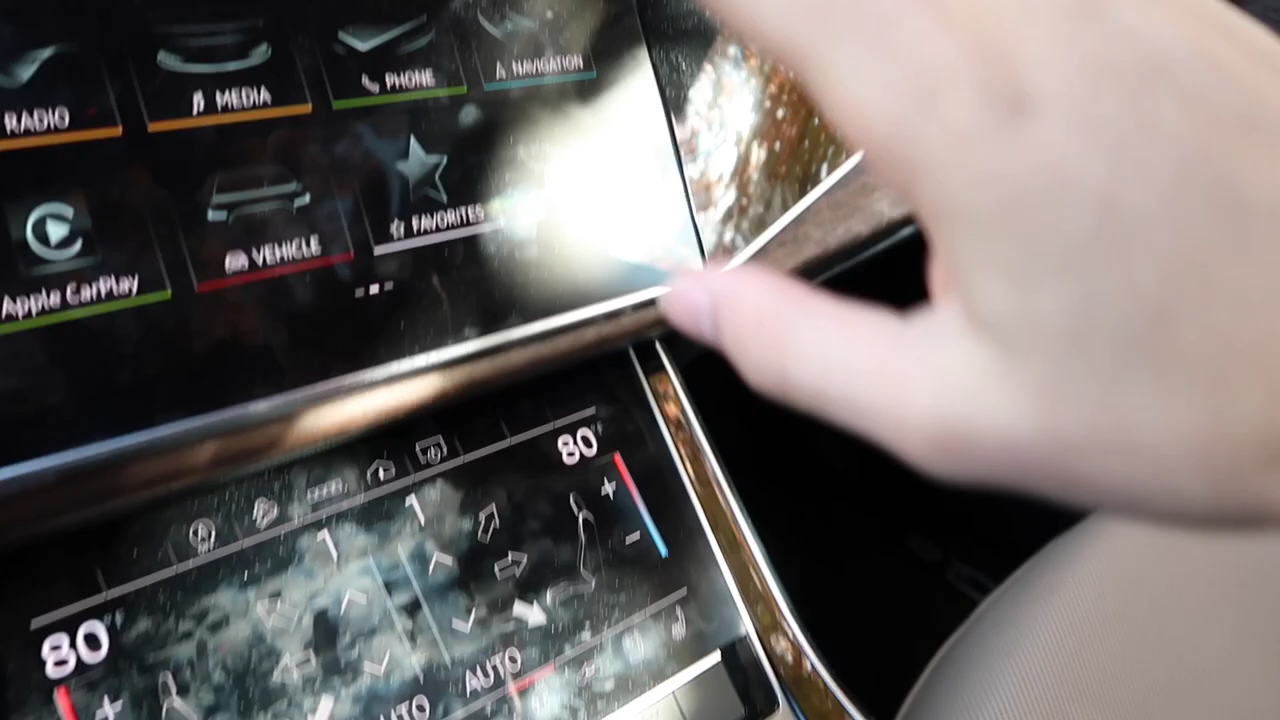 RADIO
MEDIA
PHONE
NAVIGATION
Apple CarPlay
VEHICLE
FAVORITES
80
80
AUTO